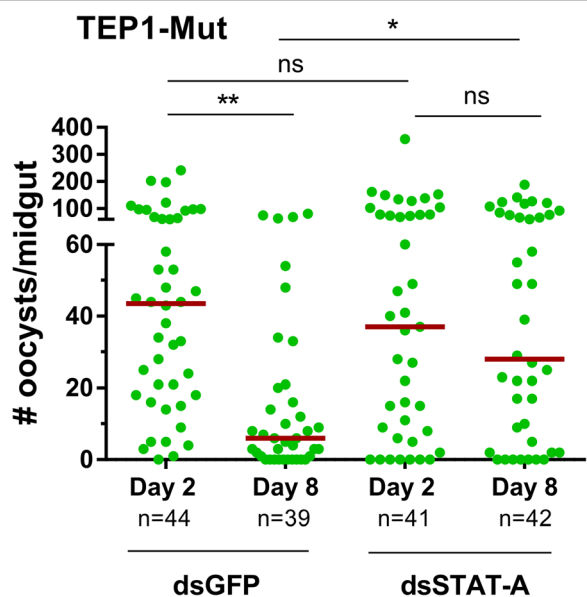 TEP1-Mut
*
ns
**
ns
# oocysts/midgut
400
300
200
100
60
40
20
0
Day 2 Day 8 Day 2 Day 8
n=44 n=39 n=41 n=42
dsGFP dsSTAT-A